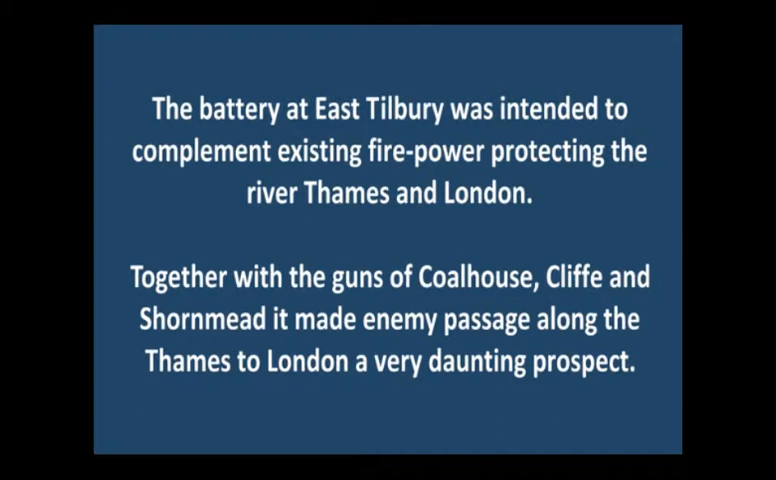 The battery at East Tilbury was intended to
complement existing fire-power protecting the
river Thames and London.
Together with the guns of Coalhouse, Cliffe and
Shornmead it made enemy passage along the
Thames to London a very daunting prospect.